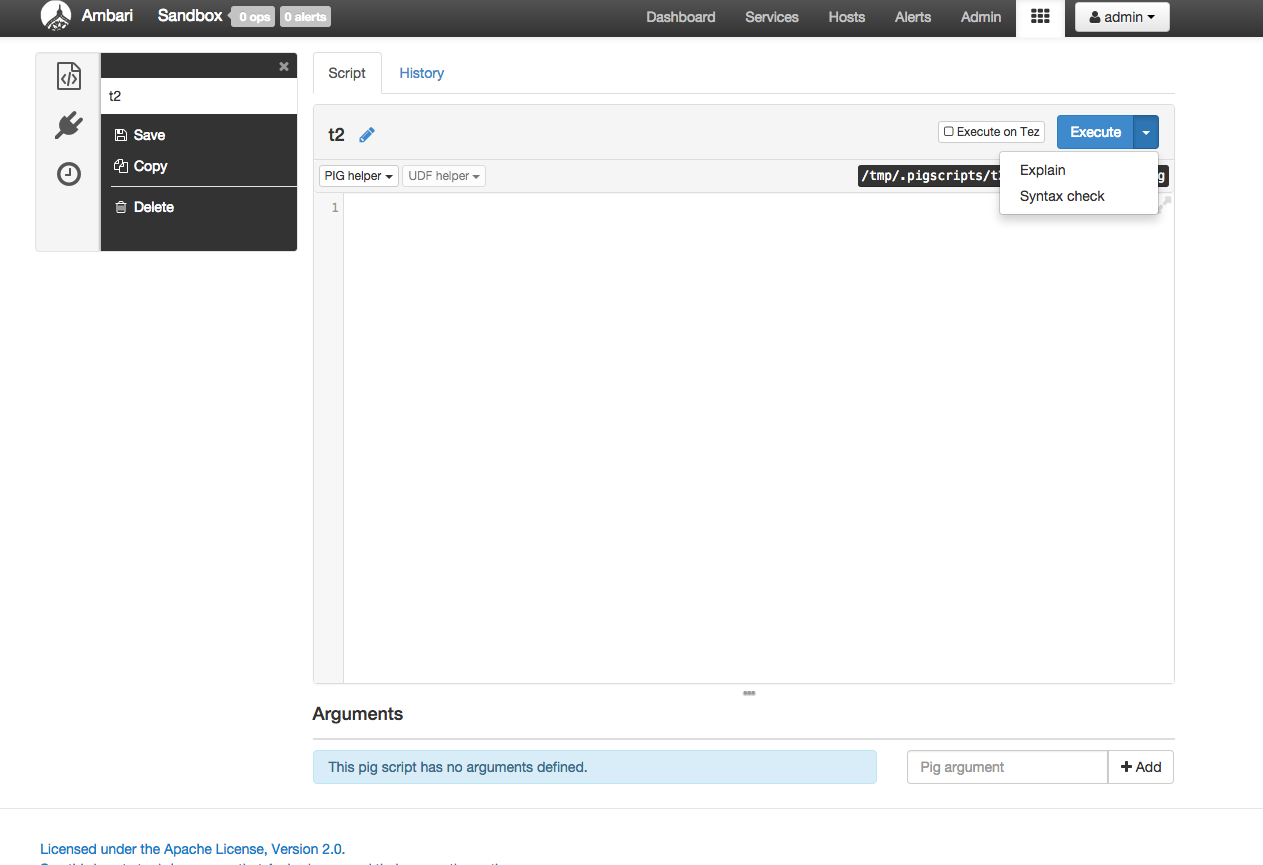 Ambari Sandbox 0 ops 0 alerts Dashboard Services Hosts Alerts Admin admin
Script History
t2
Save
Copy
Delete
t2 Execute on Tez Execute
Explain
Syntax check
PIG helper UDF helper /tmp/.pigscripts/t g
1
Arguments
This pig script has no arguments defined. Pig argument Add
Licensed under the Apache License, Version 2.0.